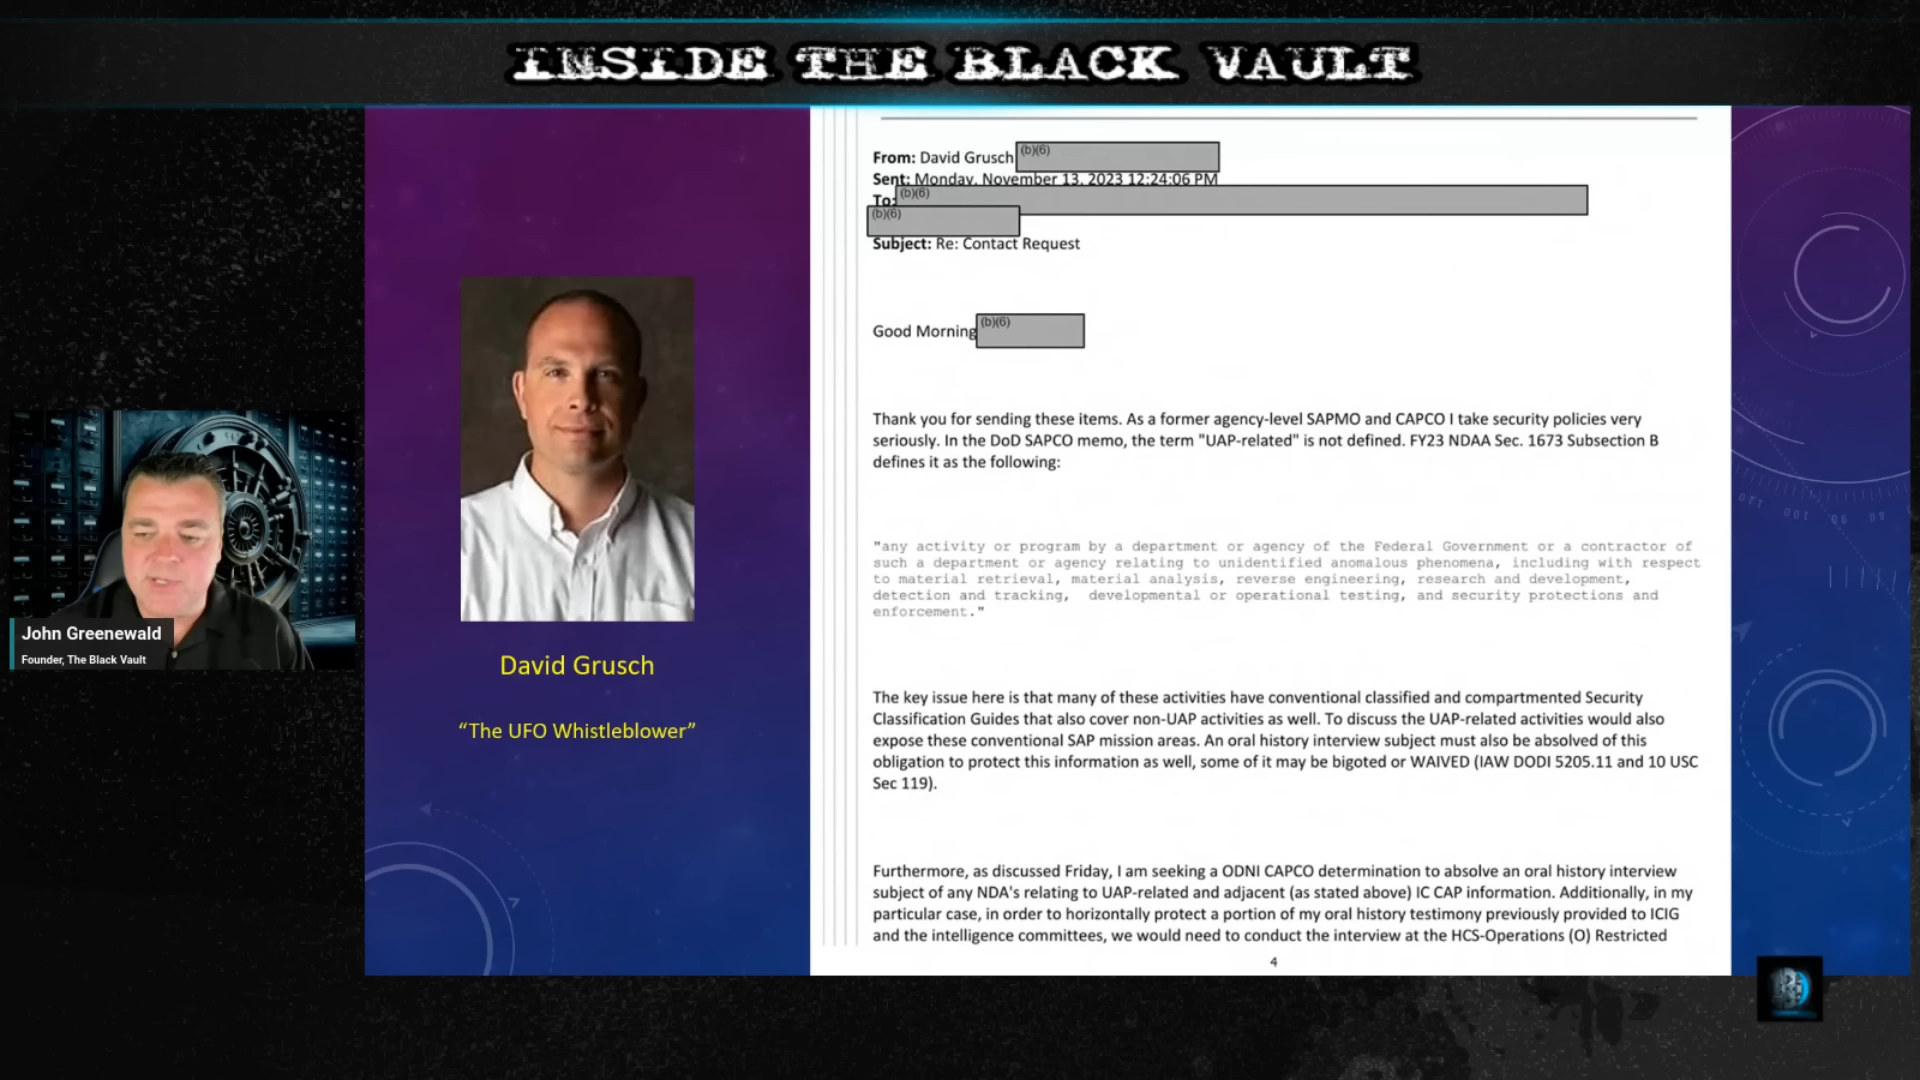 INSIDE THE BLACK VAULT
From: David Grusch (b)(6)
Sent: Monday, November 13, 2023 12:24:06 PM
To: (b)(6)
(b)(6)
Subject: Re: Contact Request
Good Morning (b)(6)
Thank you for sending these items. As a former agency-level SAPMO and CAPCO I take security policies very
seriously. In the DoD SAPCO memo, the term "UAP-related" is not defined. FY23 NDAA Sec. 1673 Subsection B
defines it as the following:
"any activity or program by a department or agency of the Federal Government or a contractor of
such a department or agency relating to unidentified anomalous phenomena, including with respect
to material retrieval, material analysis, reverse engineering, research and development,
detection and tracking, developmental or operational testing, and security protections and
enforcement."
The key issue here is that many of these activities have conventional classified and compartmented Security
Classification Guides that also cover non-UAP activities as well. To discuss the UAP-related activities would also
expose these conventional SAP mission areas. An oral history interview subject must also be absolved of this
obligation to protect this information as well, some of it may be bigoted or WAIVED (IAW DODI 5205.11 and 10 USC
Sec 119).
Furthermore, as discussed Friday, I am seeking a ODNI CAPCO determination to absolve an oral history interview
subject of any NDA's relating to UAP-related and adjacent (as stated above) IC CAP information. Additionally, in my
particular case, in order to horizontally protect a portion of my oral history testimony previously provided to ICIG
and the intelligence committees, we would need to conduct the interview at the HCS-Operations (O) Restricted
4
David Grusch
“The UFO Whistleblower”
John Greenewald
Founder, The Black Vault